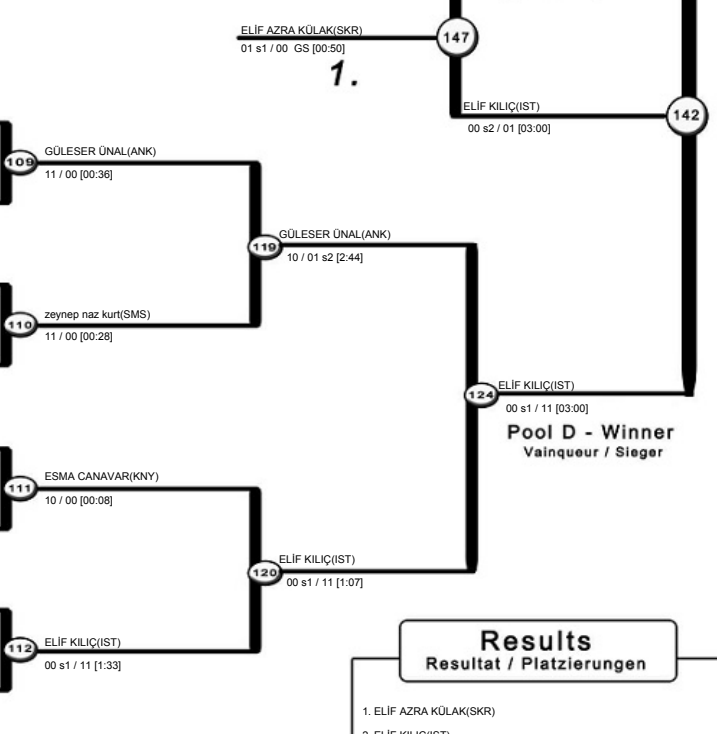 ELİF AZRA KÜLAK(SKR)
01 s1 / 00 GS [00:50]
147
1.
ELİF KILIÇ(IST)
00 s2 / 01 [03:00]
142
109
GÜLESER ÜNAL(ANK)
11 / 00 [00:36]
119
GÜLESER ÜNAL(ANK)
10 / 01 s2 [2:44]
110
zeynep naz kurt(SMS)
11 / 00 [00:28]
124
ELİF KILIÇ(IST)
00 s1 / 11 [03:00]
Pool D - Winner
Vainqueur / Sieger
111
ESMA CANAVAR(KNY)
10 / 00 [00:08]
120
ELİF KILIÇ(IST)
00 s1 / 11 [1:07]
112
ELİF KILIÇ(IST)
00 s1 / 11 [1:33]
Results
Resultat / Platzierungen
1. ELİF AZRA KÜLAK(SKR)
2. ELİF KILIÇ(IST)